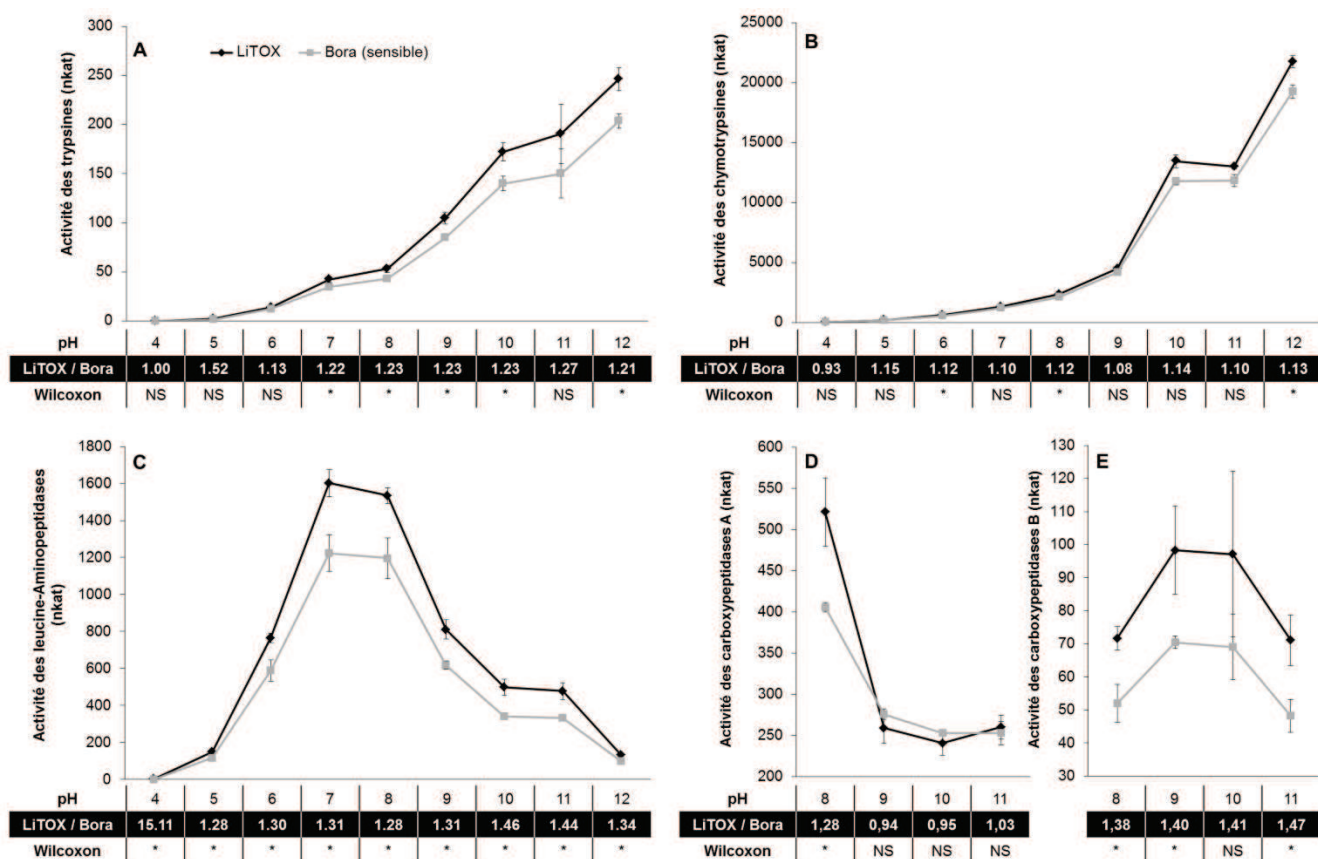 A
LiTOX Bora (sensible)
Activité des trypsines (nkat)
300
250
200
150
100
50
0
pH 4 5 6 7 8 9 10 11 12
LiTOX / Bora 1.00 1.52 1.13 1.22 1.23 1.23 1.23 1.27 1.21
Wilcoxon NS NS NS * * * * NS *
B
Activité des chymotrypsines (nkat)
25000
20000
15000
10000
5000
0
pH 4 5 6 7 8 9 10 11 12
LiTOX / Bora 0.93 1.15 1.12 1.10 1.12 1.08 1.14 1.10 1.13
Wilcoxon NS NS * NS * NS NS NS *
C
Activité des leucine-Aminopeptidases
(nkat)
1800
1600
1400
1200
1000
800
600
400
200
0
pH 4 5 6 7 8 9 10 11 12
LiTOX / Bora 15.11 1.28 1.30 1.31 1.28 1.31 1.46 1.44 1.34
Wilcoxon * * * * * * * * *
D
Activité des carboxypeptidases A (nkat)
600
550
500
450
400
350
300
250
200
pH 8 9 10 11
LiTOX / Bora 1,28 0,94 0,95 1,03
Wilcoxon * NS NS NS
E
Activité des carboxypeptidases B (nkat)
130
120
110
100
90
80
70
60
50
40
30
8 9 10 11
1,38 1,40 1,41 1,47
* * NS *